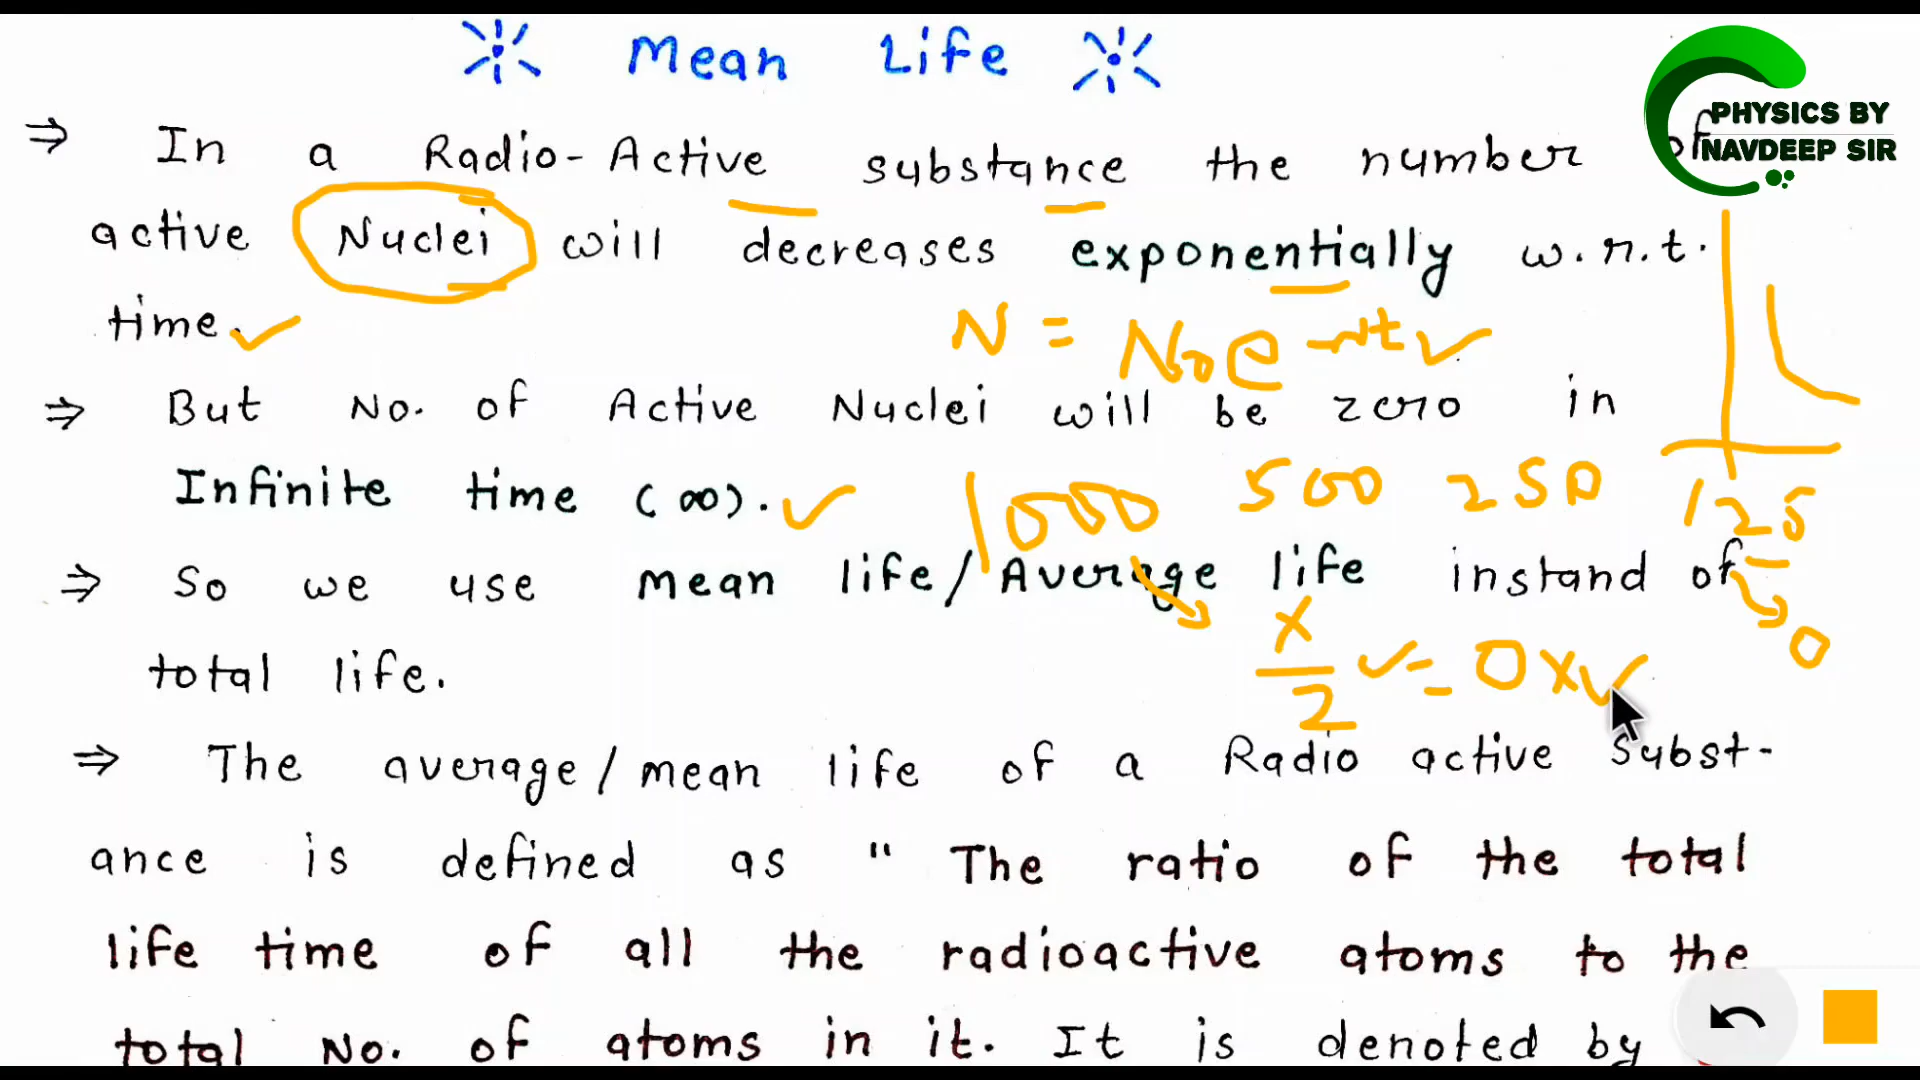 Mean Life
PHYSICS BY
NAVDEEP SIR
⇒ In a Radio-Active substance the number of
active Nuclei will decreases exponentially w.r.t.
time.
N = N₀e
⇒ But No. of Active Nuclei will be zero in
Infinite time (∞).
1000 500 250 125
⇒ So we use mean life/Average life instand of
total life.
x/2 = 0 x
0
⇒ The average/mean life of a Radio active Subst-
ance is defined as " The ratio of the total
life time of all the radioactive atoms to the
total No. of atoms in it. It is denoted by